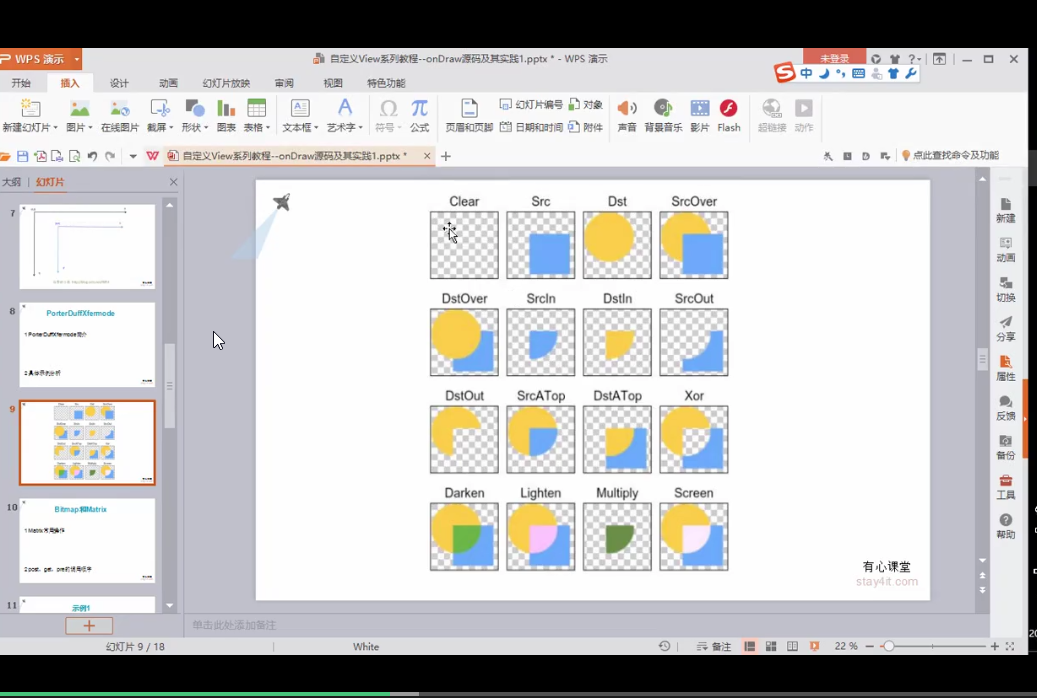 WPS 演示
自定义View系列教程--onDraw源码及其实践1.pptx * - WPS 演示
未登录
中
开始 插入 设计 动画 幻灯片放映 审阅 视图 特色功能
新建幻灯片 图片 在线图片 截屏 形状 图表 表格 文本框 艺术字 符号 公式 页眉和页脚 幻灯片编号 对象
日期和时间 附件 声音 背景音乐 影片 Flash 超链接 动作
自定义View系列教程--onDraw源码及其实践1.pptx *
点此查找命令及功能
大纲 幻灯片
7
8
PorterDuffXfermode
1 PorterDuffXfermode简介
9
10
Bitmap和Matrix
1 Matrix常用操作
2 post、get、pre的使用顺序
11
示例1
Clear Src Dst SrcOver
DstOver SrcIn DstIn SrcOut
DstOut SrcATop DstATop Xor
Darken Lighten Multiply Screen
有心课堂
stay4it.com
新建
动画
切换
分享
属性
反馈
备份
工具
帮助
单击此处添加备注
幻灯片 9 / 18
White
备注
22 %